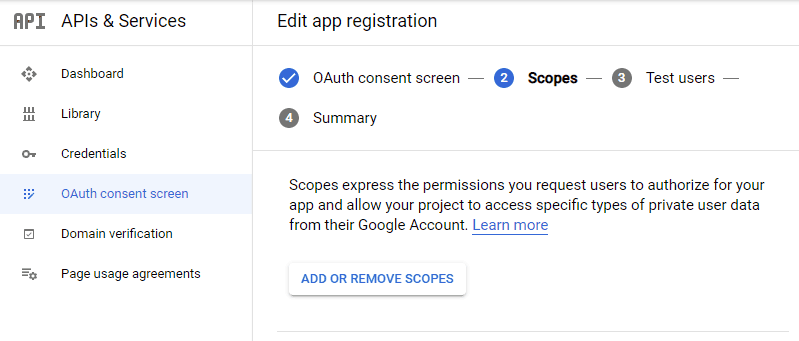 API APIs & Services
Edit app registration
Dashboard
Library
Credentials
OAuth consent screen
Domain verification
Page usage agreements
OAuth consent screen — 2 Scopes — 3 Test users —
4 Summary
Scopes express the permissions you request users to authorize for your
app and allow your project to access specific types of private user data
from their Google Account. Learn more
ADD OR REMOVE SCOPES